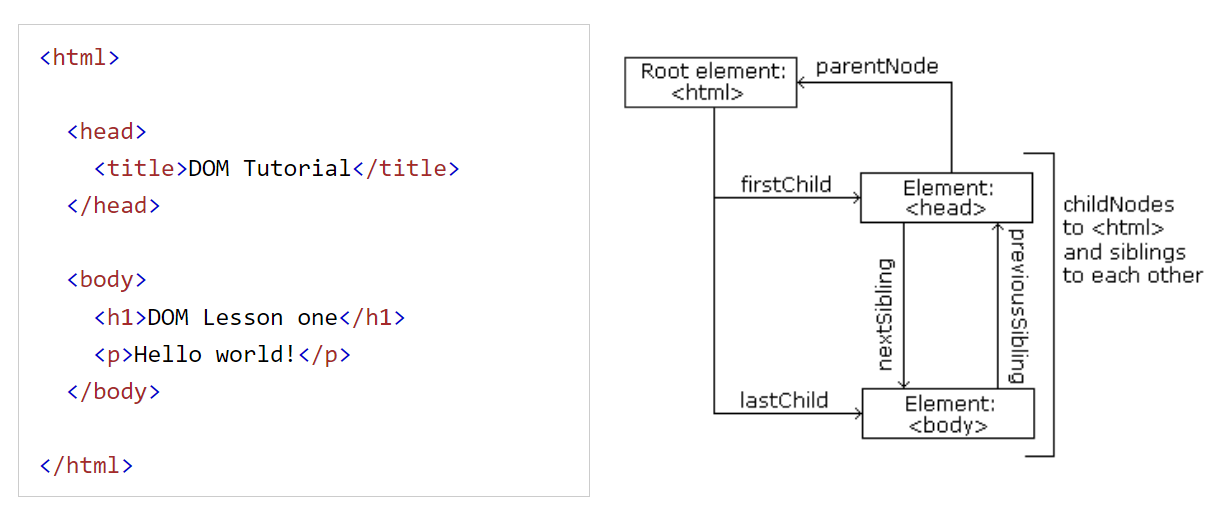 <html>
<head>
<title>DOM Tutorial</title>
</head>
<body>
<h1>DOM Lesson one</h1>
<p>Hello world!</p>
</body>
</html>
Root element:
<html>
parentNode
firstChild
Element:
<head>
nextSibling
previousSibling
childNodes
to <html>
and siblings
to each other
lastChild
Element:
<body>